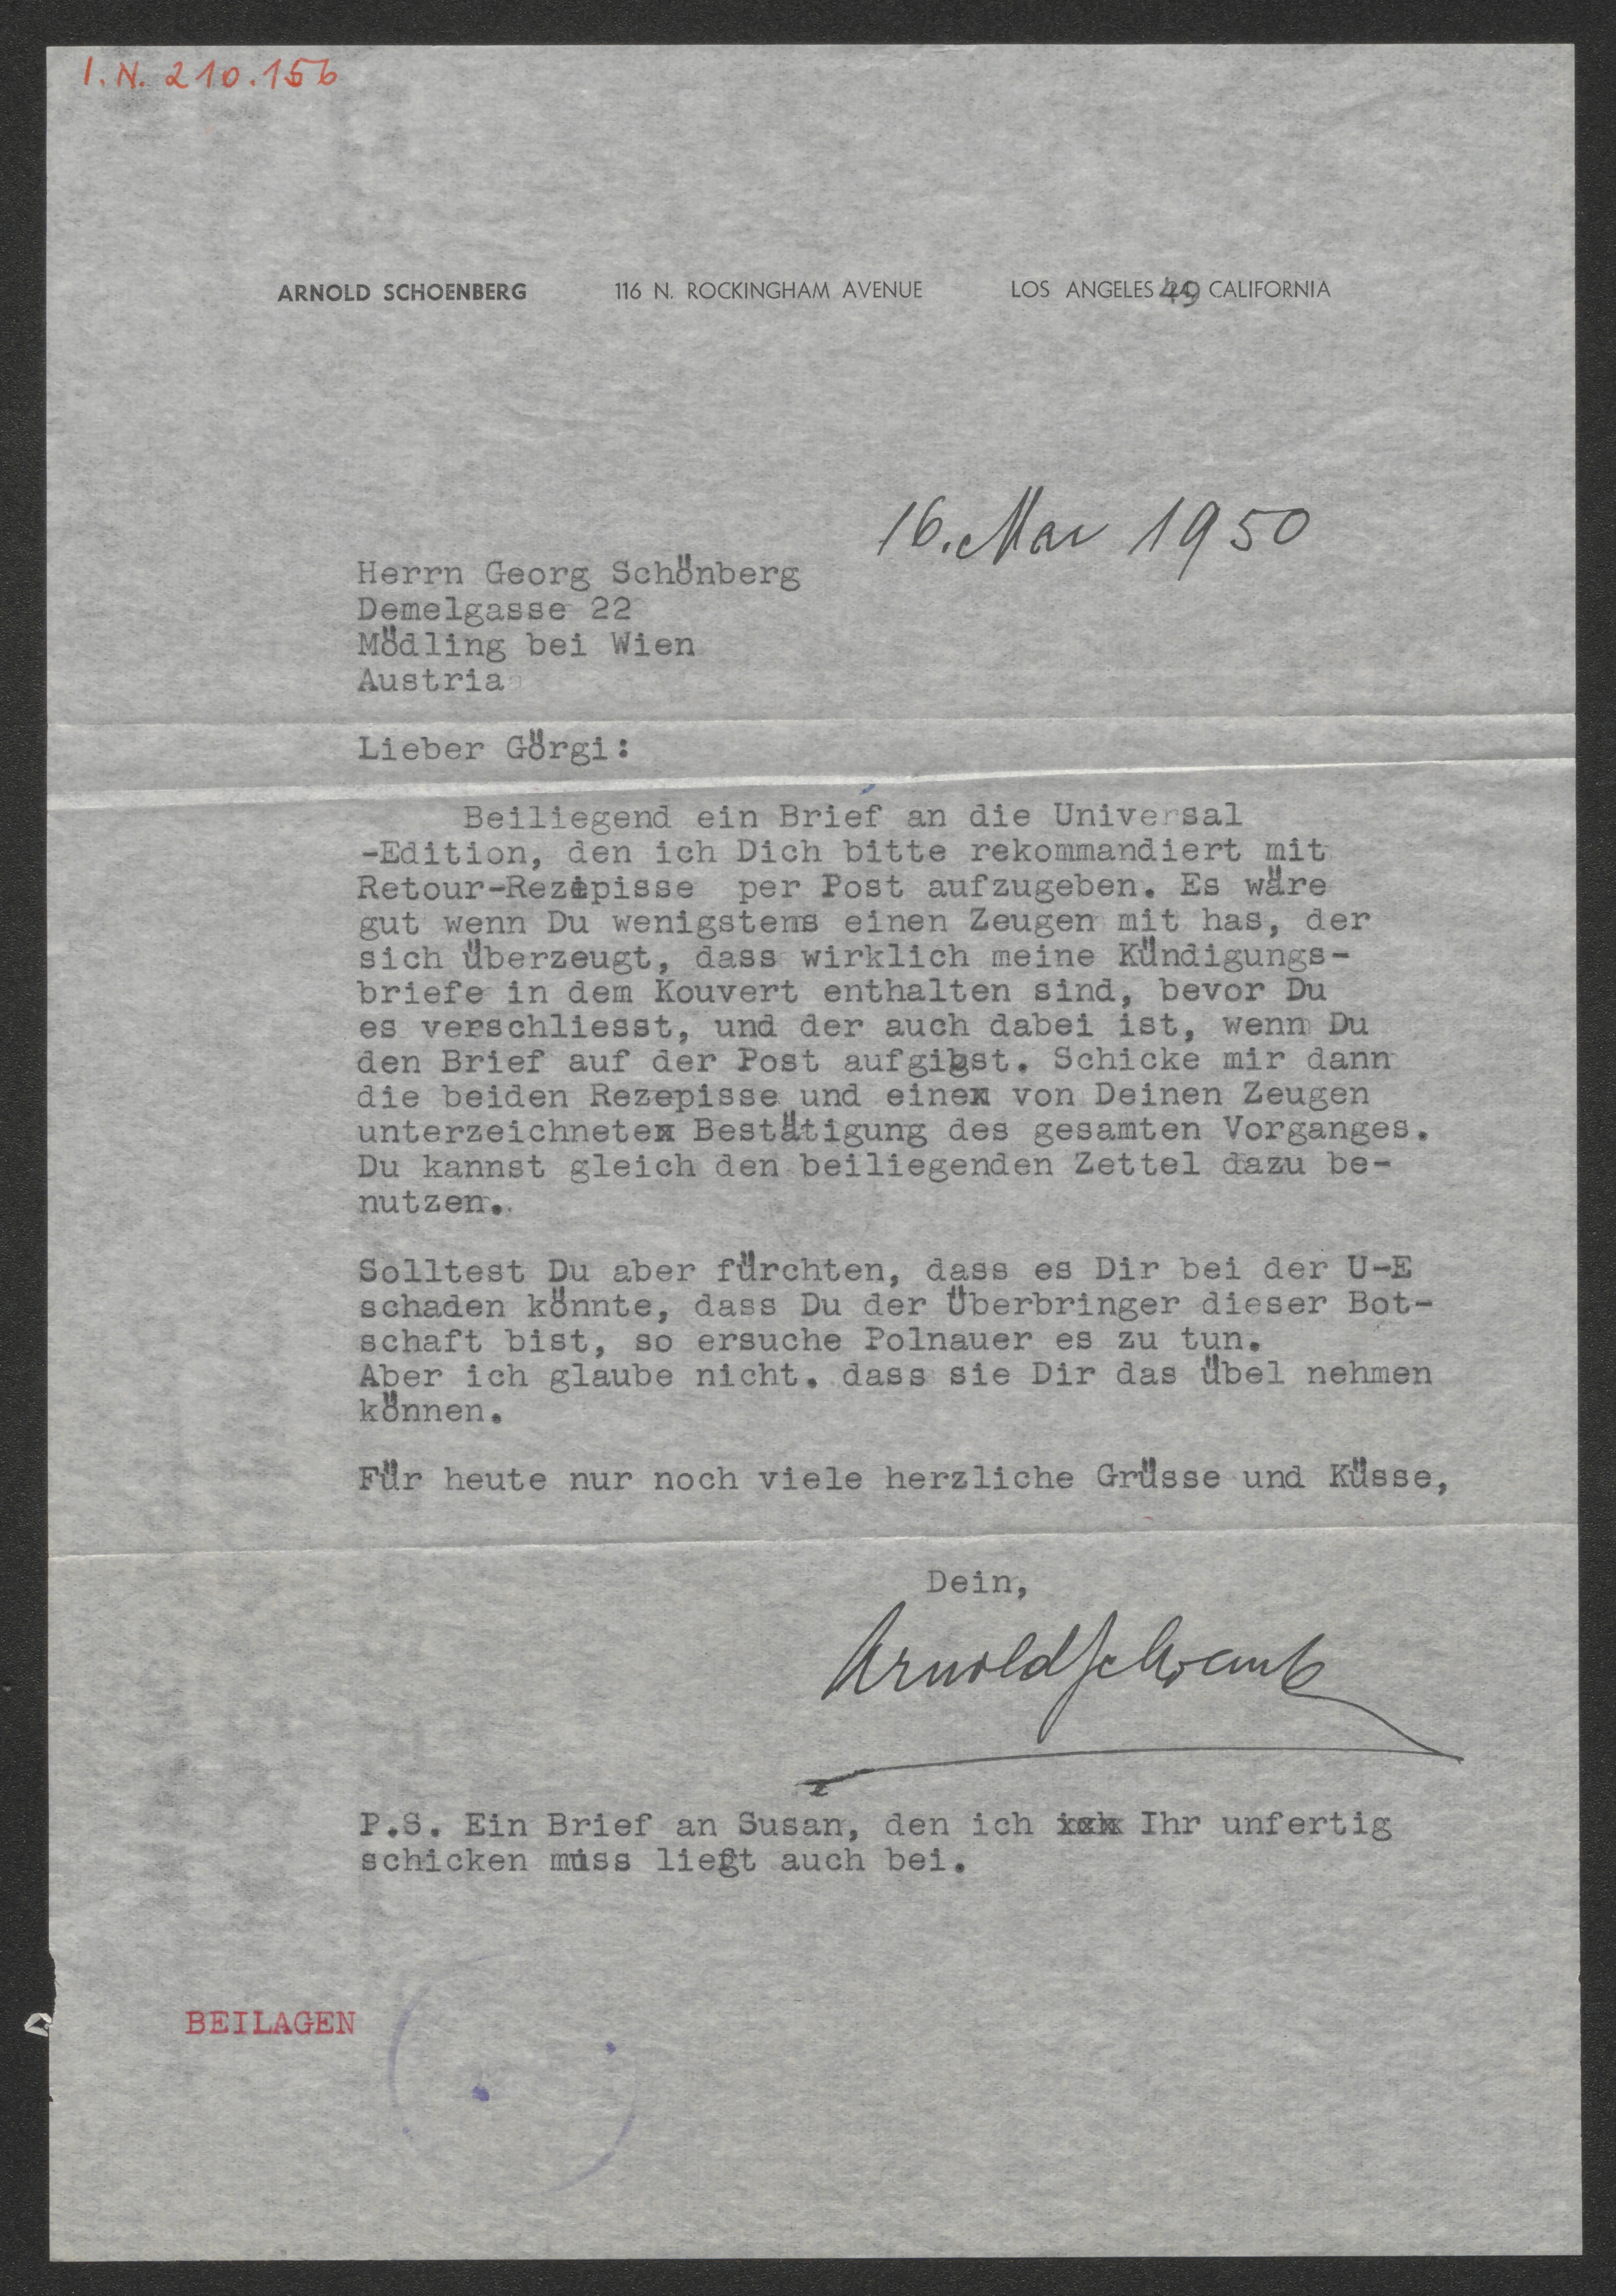 I.N. 210.156
ARNOLD SCHOENBERG 116 N. ROCKINGHAM AVENUE LOS ANGELES 49 CALIFORNIA
16. Mai 1950
Herrn Georg Schönberg
Demelgasse 22
Mödling bei Wien
Austria
Lieber Görgi:
Beiliegend ein Brief an die Universal
-Edition, den ich Dich bitte rekommandiert mit
Retour-Rezepisse per Post aufzugeben. Es wäre
gut wenn Du wenigstens einen Zeugen mit has, der
sich überzeugt, dass wirklich meine Kündigungs-
briefe in dem Kouvert enthalten sind, bevor Du
es verschliesst, und der auch dabei ist, wenn Du
den Brief auf der Post aufgibst. Schicke mir dann
die beiden Rezepisse und eine von Deinen Zeugen
unterzeichnete Bestätigung des gesamten Vorganges.
Du kannst gleich den beiliegenden Zettel dazu be-
nutzen.
Solltest Du aber fürchten, dass es Dir bei der U-E
schaden könnte, dass Du der Überbringer dieser Bot-
schaft bist, so ersuche Polnauer es zu tun.
Aber ich glaube nicht. dass sie Dir das übel nehmen
können.
Für heute nur noch viele herzliche Grüsse und Küsse,
Dein,
Arnold Schoenberg
P.S. Ein Brief an Susan, den ich Ihr unfertig
schicken muss liegt auch bei.
BEILAGEN